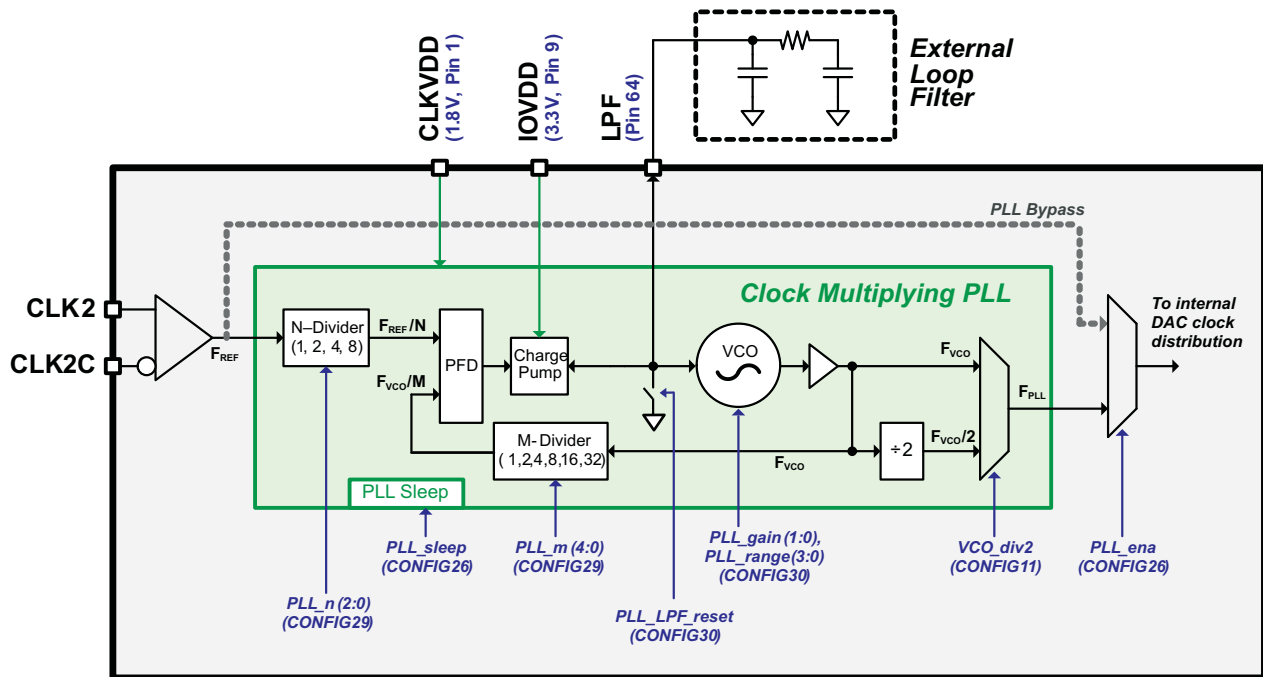 External
Loop
Filter
CLKVDD
(1.8V, Pin 1)
IOVDD
(3.3V, Pin 9)
LPF
(Pin 64)
PLL Bypass
Clock Multiplying PLL
CLK2
CLK2C
FREF
N–Divider
(1, 2, 4, 8)
FREF/N
FVCO/M
PFD
Charge
Pump
VCO
FVCO
FPLL
To internal
DAC clock
distribution
M- Divider
( 1,2,4,8,16,32)
FVCO
÷2
FVCO/2
PLL Sleep
PLL_sleep
(CONFIG26)
PLL_m (4:0)
(CONFIG29)
PLL_gain (1:0),
PLL_range(3:0)
(CONFIG30)
VCO_div2
(CONFIG11)
PLL_ena
(CONFIG26)
PLL_n (2:0)
(CONFIG29)
PLL_LPF_reset
(CONFIG30)